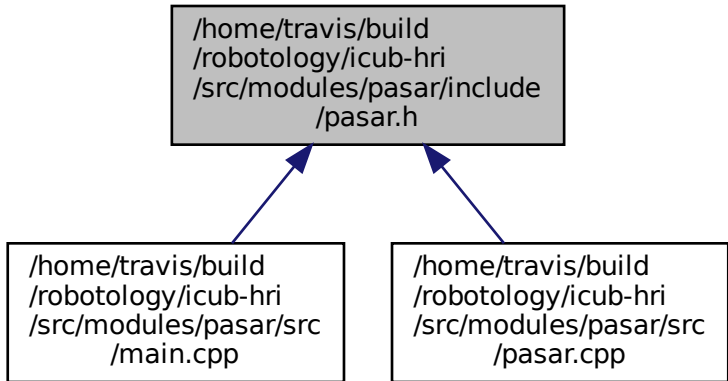 /home/travis/build
/robotology/icub-hri
/src/modules/pasar/include
/pasar.h
/home/travis/build
/robotology/icub-hri
/src/modules/pasar/src
/main.cpp
/home/travis/build
/robotology/icub-hri
/src/modules/pasar/src
/pasar.cpp